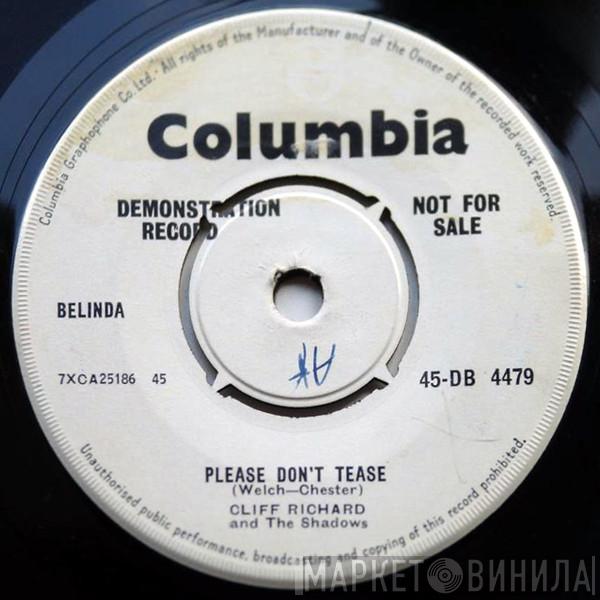 Columbia Graphophone Co. Ltd. · All rights of the Manufacturer and of the Owner of the recorded work reserved.
Columbia
DEMONSTRATION RECORD
NOT FOR SALE
BELINDA
7XCA25186 45
45-DB 4479
PLEASE DON'T TEASE
(Welch—Chester)
CLIFF RICHARD
and The Shadows
Unauthorised public performance, broadcasting and copying of this record prohibited.
МАРКЕТ ВИНИЛА